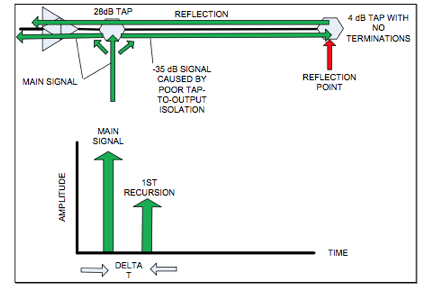 28dB TAP
REFLECTION
4 dB TAP WITH
NO
TERMINATIONS
MAIN SIGNAL
-35 dB SIGNAL
CAUSED BY
POOR TAP-
TO-OUTPUT
ISOLATION
REFLECTION
POINT
MAIN
SIGNAL
1ST
RECURSION
AMPLITUDE
TIME
DELTA
T